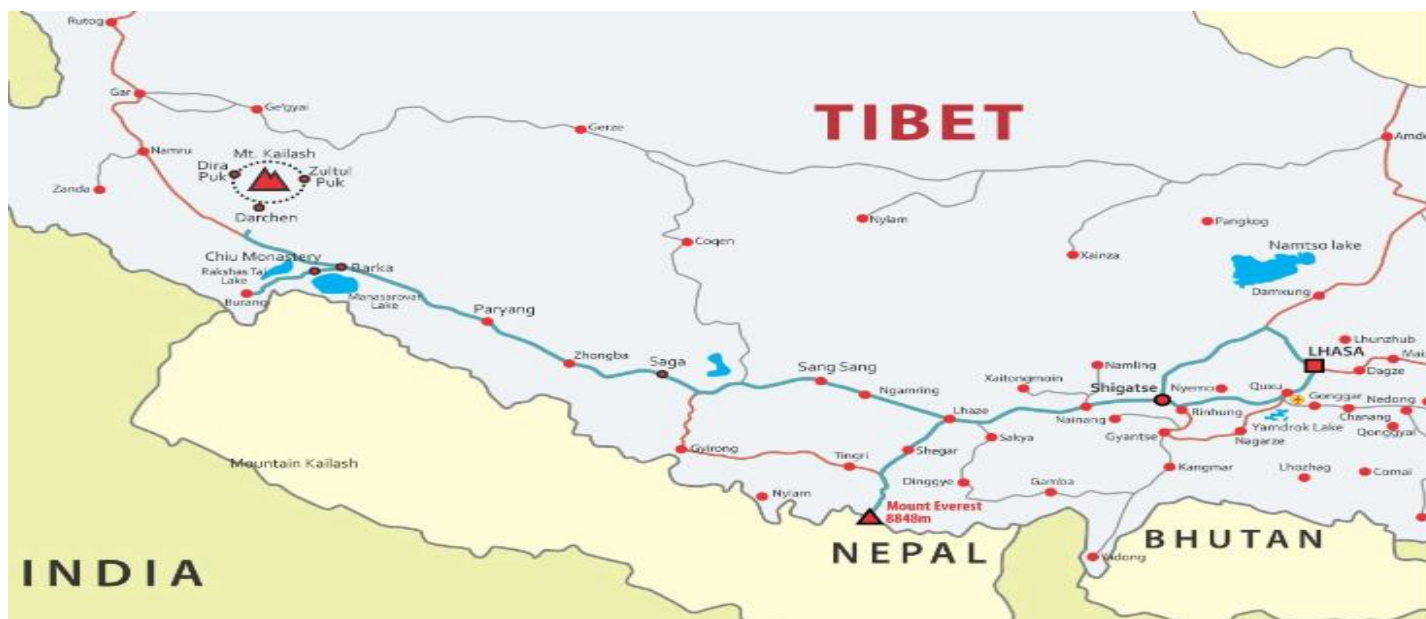 Rutog
Gar
Ge'gyai
Gerze
TIBET
Amdo
Namru
Mt. Kailash
Dira
Puk
Zultul
Puk
Zanda
Darchen
Nylam
Pangkog
Coqen
Xainza
Namtso lake
Chiu Monastery
Barka
Rakshas Tal
Lake
Burang
Manasarovar
Lake
Damxung
Paryang
Zhongba
Saga
Sang Sang
Ngamring
Xaitongmoin
Namling
Shigatse
Nyemo
LHASA
Lhunzhub
Dagze
Quxu
Gonggar
Nedong
Lhaze
Nainang
Rinhung
Yamdrok Lake
Chanang
Qonggyai
Gyirong
Tingri
Shegar
Sakya
Gyantse
Nagarze
Mountain Kailash
Nylam
Dinggye
Gamba
Kangmar
Lhozhag
Comai
Mount Everest
8848m
NEPAL
BHUTAN
Yadong
INDIA